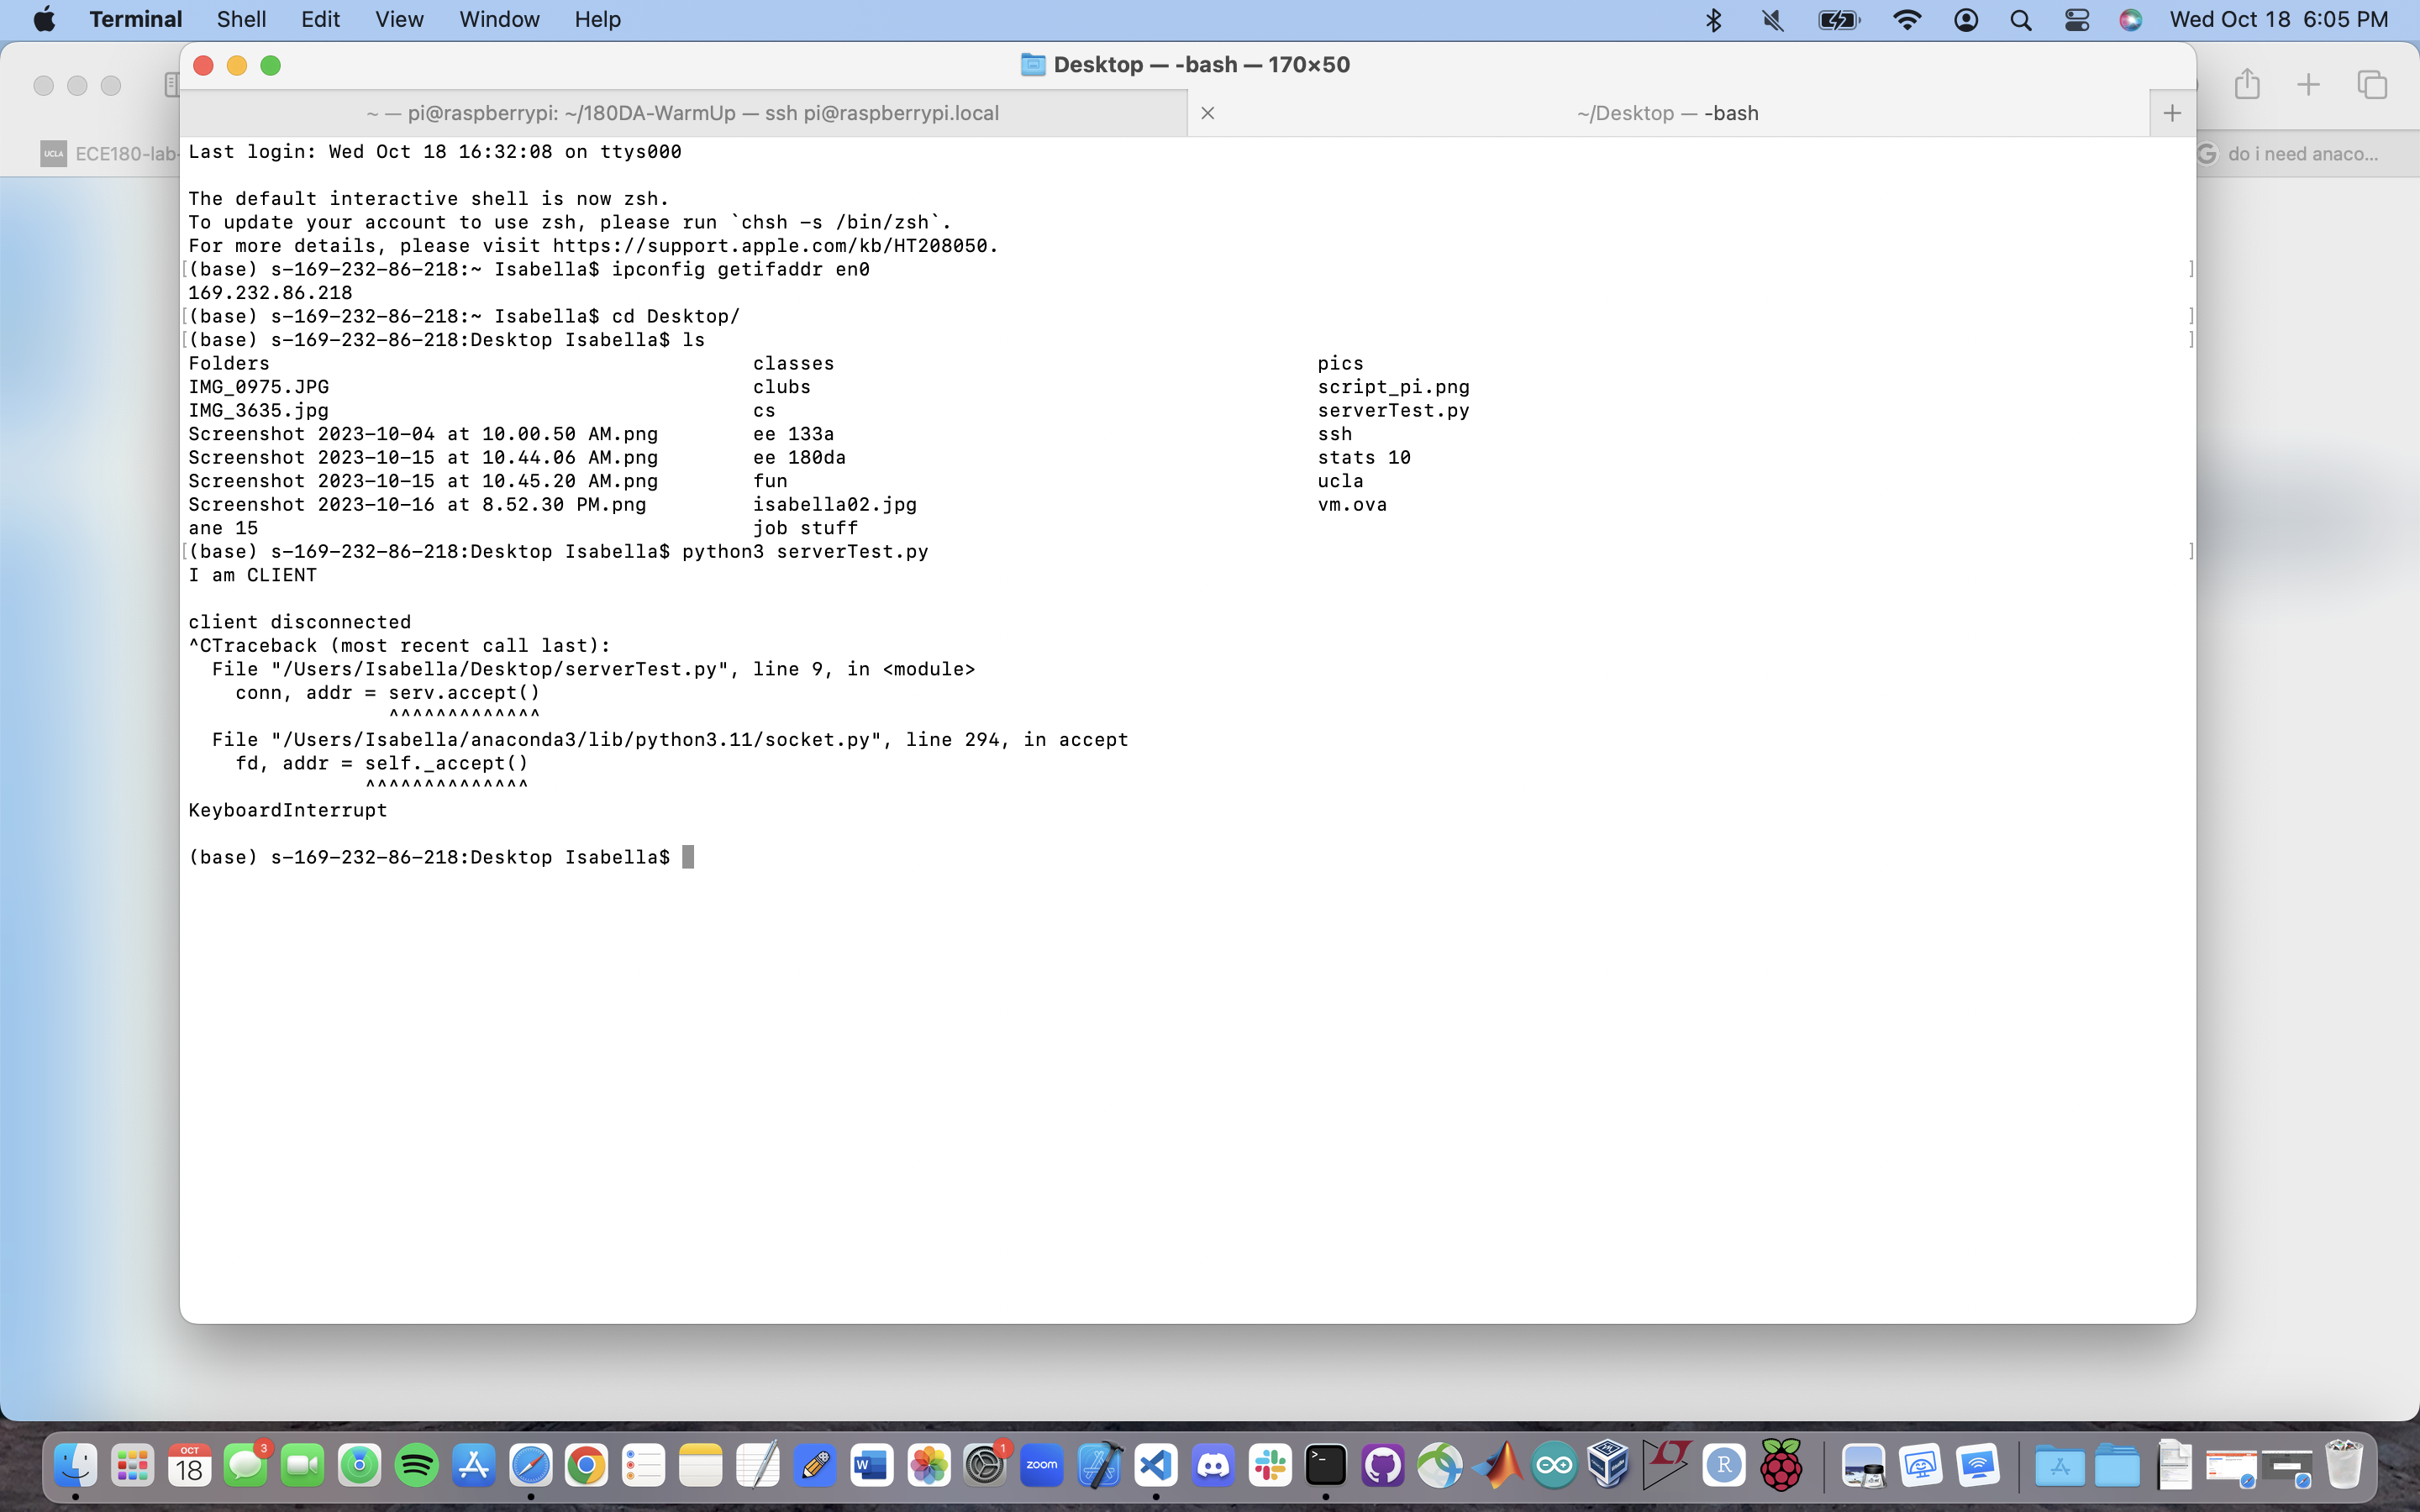 Terminal Shell Edit View Window Help Wed Oct 18 6:05 PM
Desktop — -bash — 170×50
~ — pi@raspberrypi: ~/180DA-WarmUp — ssh pi@raspberrypi.local
~/Desktop — -bash
UCLA ECE180-lab-
do i need anaco...
Last login: Wed Oct 18 16:32:08 on ttys000
The default interactive shell is now zsh.
To update your account to use zsh, please run `chsh -s /bin/zsh`.
For more details, please visit https://support.apple.com/kb/HT208050.
[(base) s-169-232-86-218:~ Isabella$ ipconfig getifaddr en0 ]
169.232.86.218
[(base) s-169-232-86-218:~ Isabella$ cd Desktop/ ]
[(base) s-169-232-86-218:Desktop Isabella$ ls ]
Folders classes pics
IMG_0975.JPG clubs script_pi.png
IMG_3635.jpg cs serverTest.py
Screenshot 2023-10-04 at 10.00.50 AM.png ee 133a ssh
Screenshot 2023-10-15 at 10.44.06 AM.png ee 180da stats 10
Screenshot 2023-10-15 at 10.45.20 AM.png fun ucla
Screenshot 2023-10-16 at 8.52.30 PM.png isabella02.jpg vm.ova
ane 15 job stuff
[(base) s-169-232-86-218:Desktop Isabella$ python3 serverTest.py ]
I am CLIENT
client disconnected
^CTraceback (most recent call last):
File "/Users/Isabella/Desktop/serverTest.py", line 9, in <module>
conn, addr = serv.accept()
^^^^^^^^^^^^^
File "/Users/Isabella/anaconda3/lib/python3.11/socket.py", line 294, in accept
fd, addr = self._accept()
^^^^^^^^^^^^^^
KeyboardInterrupt
(base) s-169-232-86-218:Desktop Isabella$
OCT 3 1
18 zoom R